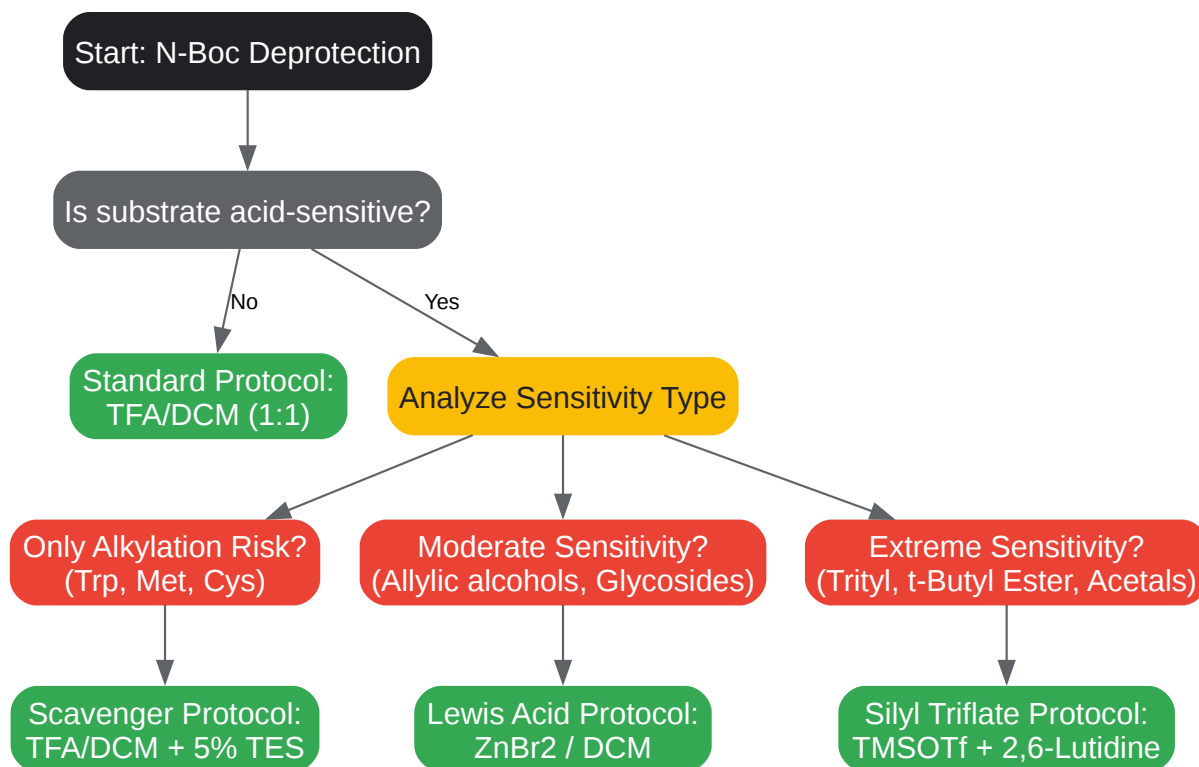 Start: N-Boc Deprotection
Is substrate acid-sensitive?
No
Yes
Standard Protocol:
TFA/DCM (1:1)
Analyze Sensitivity Type
Only Alkylation Risk?
(Trp, Met, Cys)
Moderate Sensitivity?
(Allylic alcohols, Glycosides)
Extreme Sensitivity?
(Trityl, t-Butyl Ester, Acetals)
Scavenger Protocol:
TFA/DCM + 5% TES
Lewis Acid Protocol:
ZnBr2 / DCM
Silyl Triflate Protocol:
TMSOTf + 2,6-Lutidine